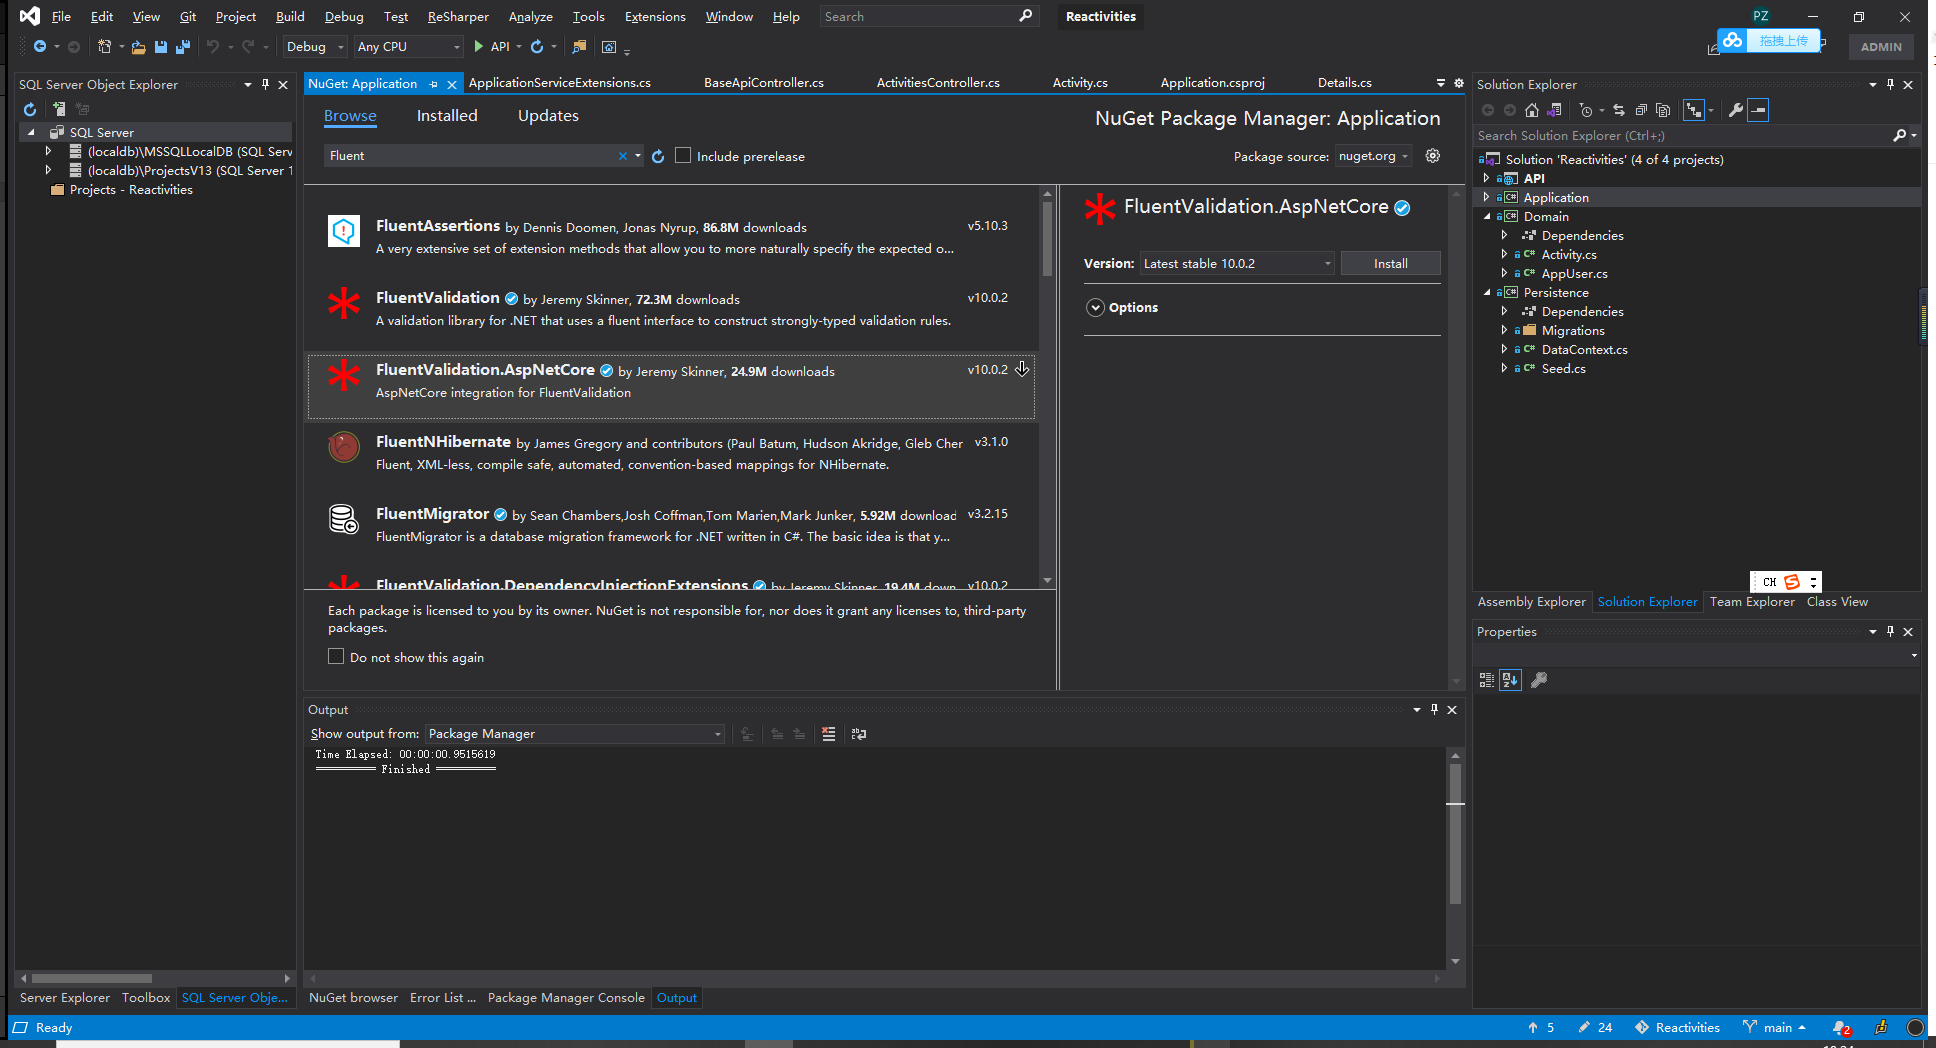 File Edit View Git Project Build Debug Test ReSharper Analyze Tools Extensions Window Help Search Reactivities PZ
拖拽上传
Debug Any CPU API ADMIN
SQL Server Object Explorer
SQL Server
(localdb)\MSSQLLocalDB (SQL Serv
(localdb)\ProjectsV13 (SQL Server 1
Projects - Reactivities
Server Explorer Toolbox SQL Server Obje...
NuGet: Application ApplicationServiceExtensions.cs BaseApiController.cs ActivitiesController.cs Activity.cs Application.csproj Details.cs
Browse Installed Updates
NuGet Package Manager: Application
Fluent Include prerelease
Package source: nuget.org
FluentAssertions by Dennis Doomen, Jonas Nyrup, 86.8M downloads v5.10.3
A very extensive set of extension methods that allow you to more naturally specify the expected o...
FluentValidation by Jeremy Skinner, 72.3M downloads v10.0.2
A validation library for .NET that uses a fluent interface to construct strongly-typed validation rules.
FluentValidation.AspNetCore by Jeremy Skinner, 24.9M downloads v10.0.2
AspNetCore integration for FluentValidation
FluentNHibernate by James Gregory and contributors (Paul Batum, Hudson Akridge, Gleb Cher v3.1.0
Fluent, XML-less, compile safe, automated, convention-based mappings for NHibernate.
FluentMigrator by Sean Chambers,Josh Coffman,Tom Marien,Mark Junker, 5.92M download v3.2.15
FluentMigrator is a database migration framework for .NET written in C#. The basic idea is that y...
FluentValidation.DependencyInjectionExtensions by Jeremy Skinner, 19.4M down v10.0.2
Each package is licensed to you by its owner. NuGet is not responsible for, nor does it grant any licenses to, third-party
packages.
Do not show this again
FluentValidation.AspNetCore
Version: Latest stable 10.0.2 Install
Options
Output
Show output from: Package Manager
Time Elapsed: 00:00:00.9515619
========== Finished ==========
NuGet browser Error List ... Package Manager Console Output
Solution Explorer
Search Solution Explorer (Ctrl+;)
Solution 'Reactivities' (4 of 4 projects)
API
Application
Domain
Dependencies
Activity.cs
AppUser.cs
Persistence
Dependencies
Migrations
DataContext.cs
Seed.cs
CH
Assembly Explorer Solution Explorer Team Explorer Class View
Properties
Ready 5 24 Reactivities main 2